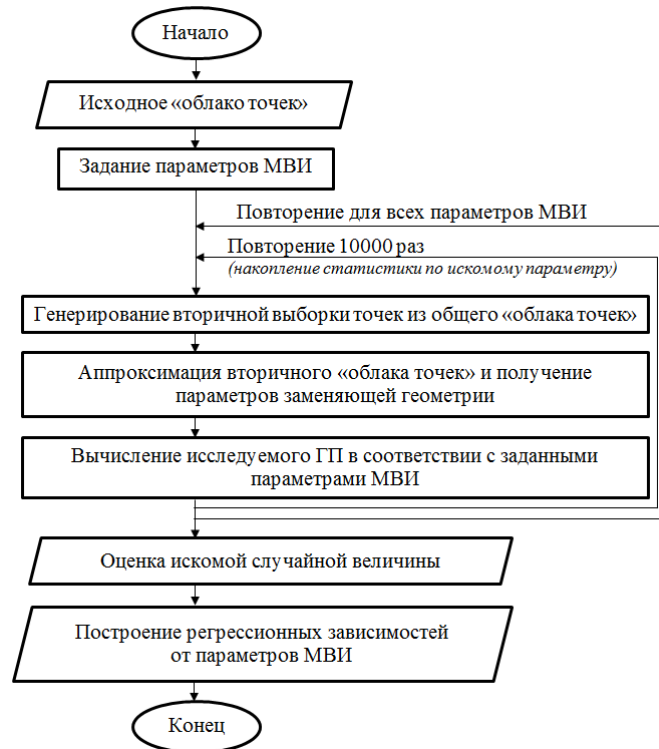 Начало
Исходное «облако точек»
Задание параметров МВИ
Повторение для всех параметров МВИ
Повторение 10000 раз
(накопление статистики по искомому параметру)
Генерирование вторичной выборки точек из общего «облака точек»
Аппроксимация вторичного «облака точек» и получение
параметров заменяющей геометрии
Вычисление исследуемого ГП в соответствии с заданными
параметрами МВИ
Оценка искомой случайной величины
Построение регрессионных зависимостей
от параметров МВИ
Конец